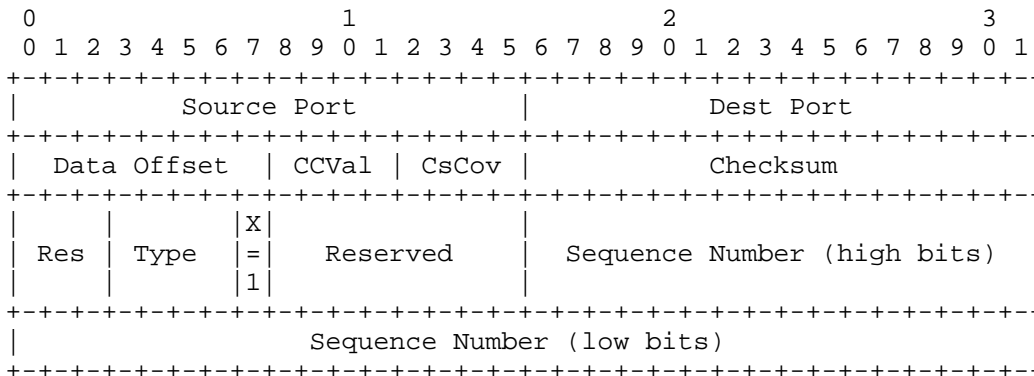 0                   1                   2                   3
 0 1 2 3 4 5 6 7 8 9 0 1 2 3 4 5 6 7 8 9 0 1 2 3 4 5 6 7 8 9 0 1
+-+-+-+-+-+-+-+-+-+-+-+-+-+-+-+-+-+-+-+-+-+-+-+-+-+-+-+-+-+-+-+-
|          Source Port          |           Dest Port
+-+-+-+-+-+-+-+-+-+-+-+-+-+-+-+-+-+-+-+-+-+-+-+-+-+-+-+-+-+-+-+-
|  Data Offset  | CCVal | CsCov |           Checksum
+-+-+-+-+-+-+-+-+-+-+-+-+-+-+-+-+-+-+-+-+-+-+-+-+-+-+-+-+-+-+-+-
|     |       |X|               |
| Res | Type  |=|   Reserved    |  Sequence Number (high bits)
|     |       |1|               |
+-+-+-+-+-+-+-+-+-+-+-+-+-+-+-+-+-+-+-+-+-+-+-+-+-+-+-+-+-+-+-+-
|                  Sequence Number (low bits)
+-+-+-+-+-+-+-+-+-+-+-+-+-+-+-+-+-+-+-+-+-+-+-+-+-+-+-+-+-+-+-+-